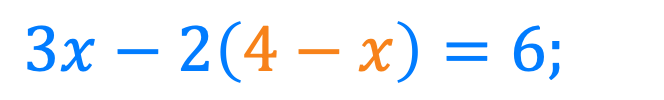 3x − 2(4 − x) = 6;